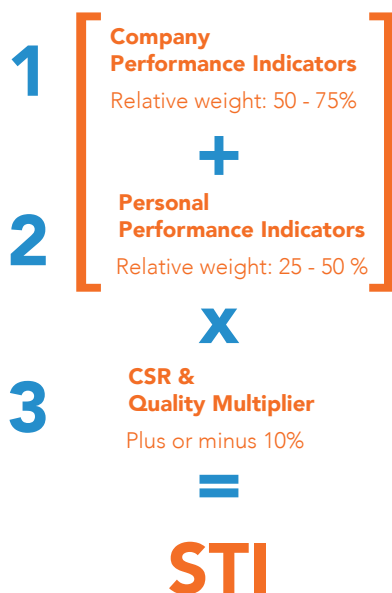 1
Company
Performance Indicators
Relative weight: 50 - 75%
+
2
Personal
Performance Indicators
Relative weight: 25 - 50 %
x
3
CSR &
Quality Multiplier
Plus or minus 10%
=
STI